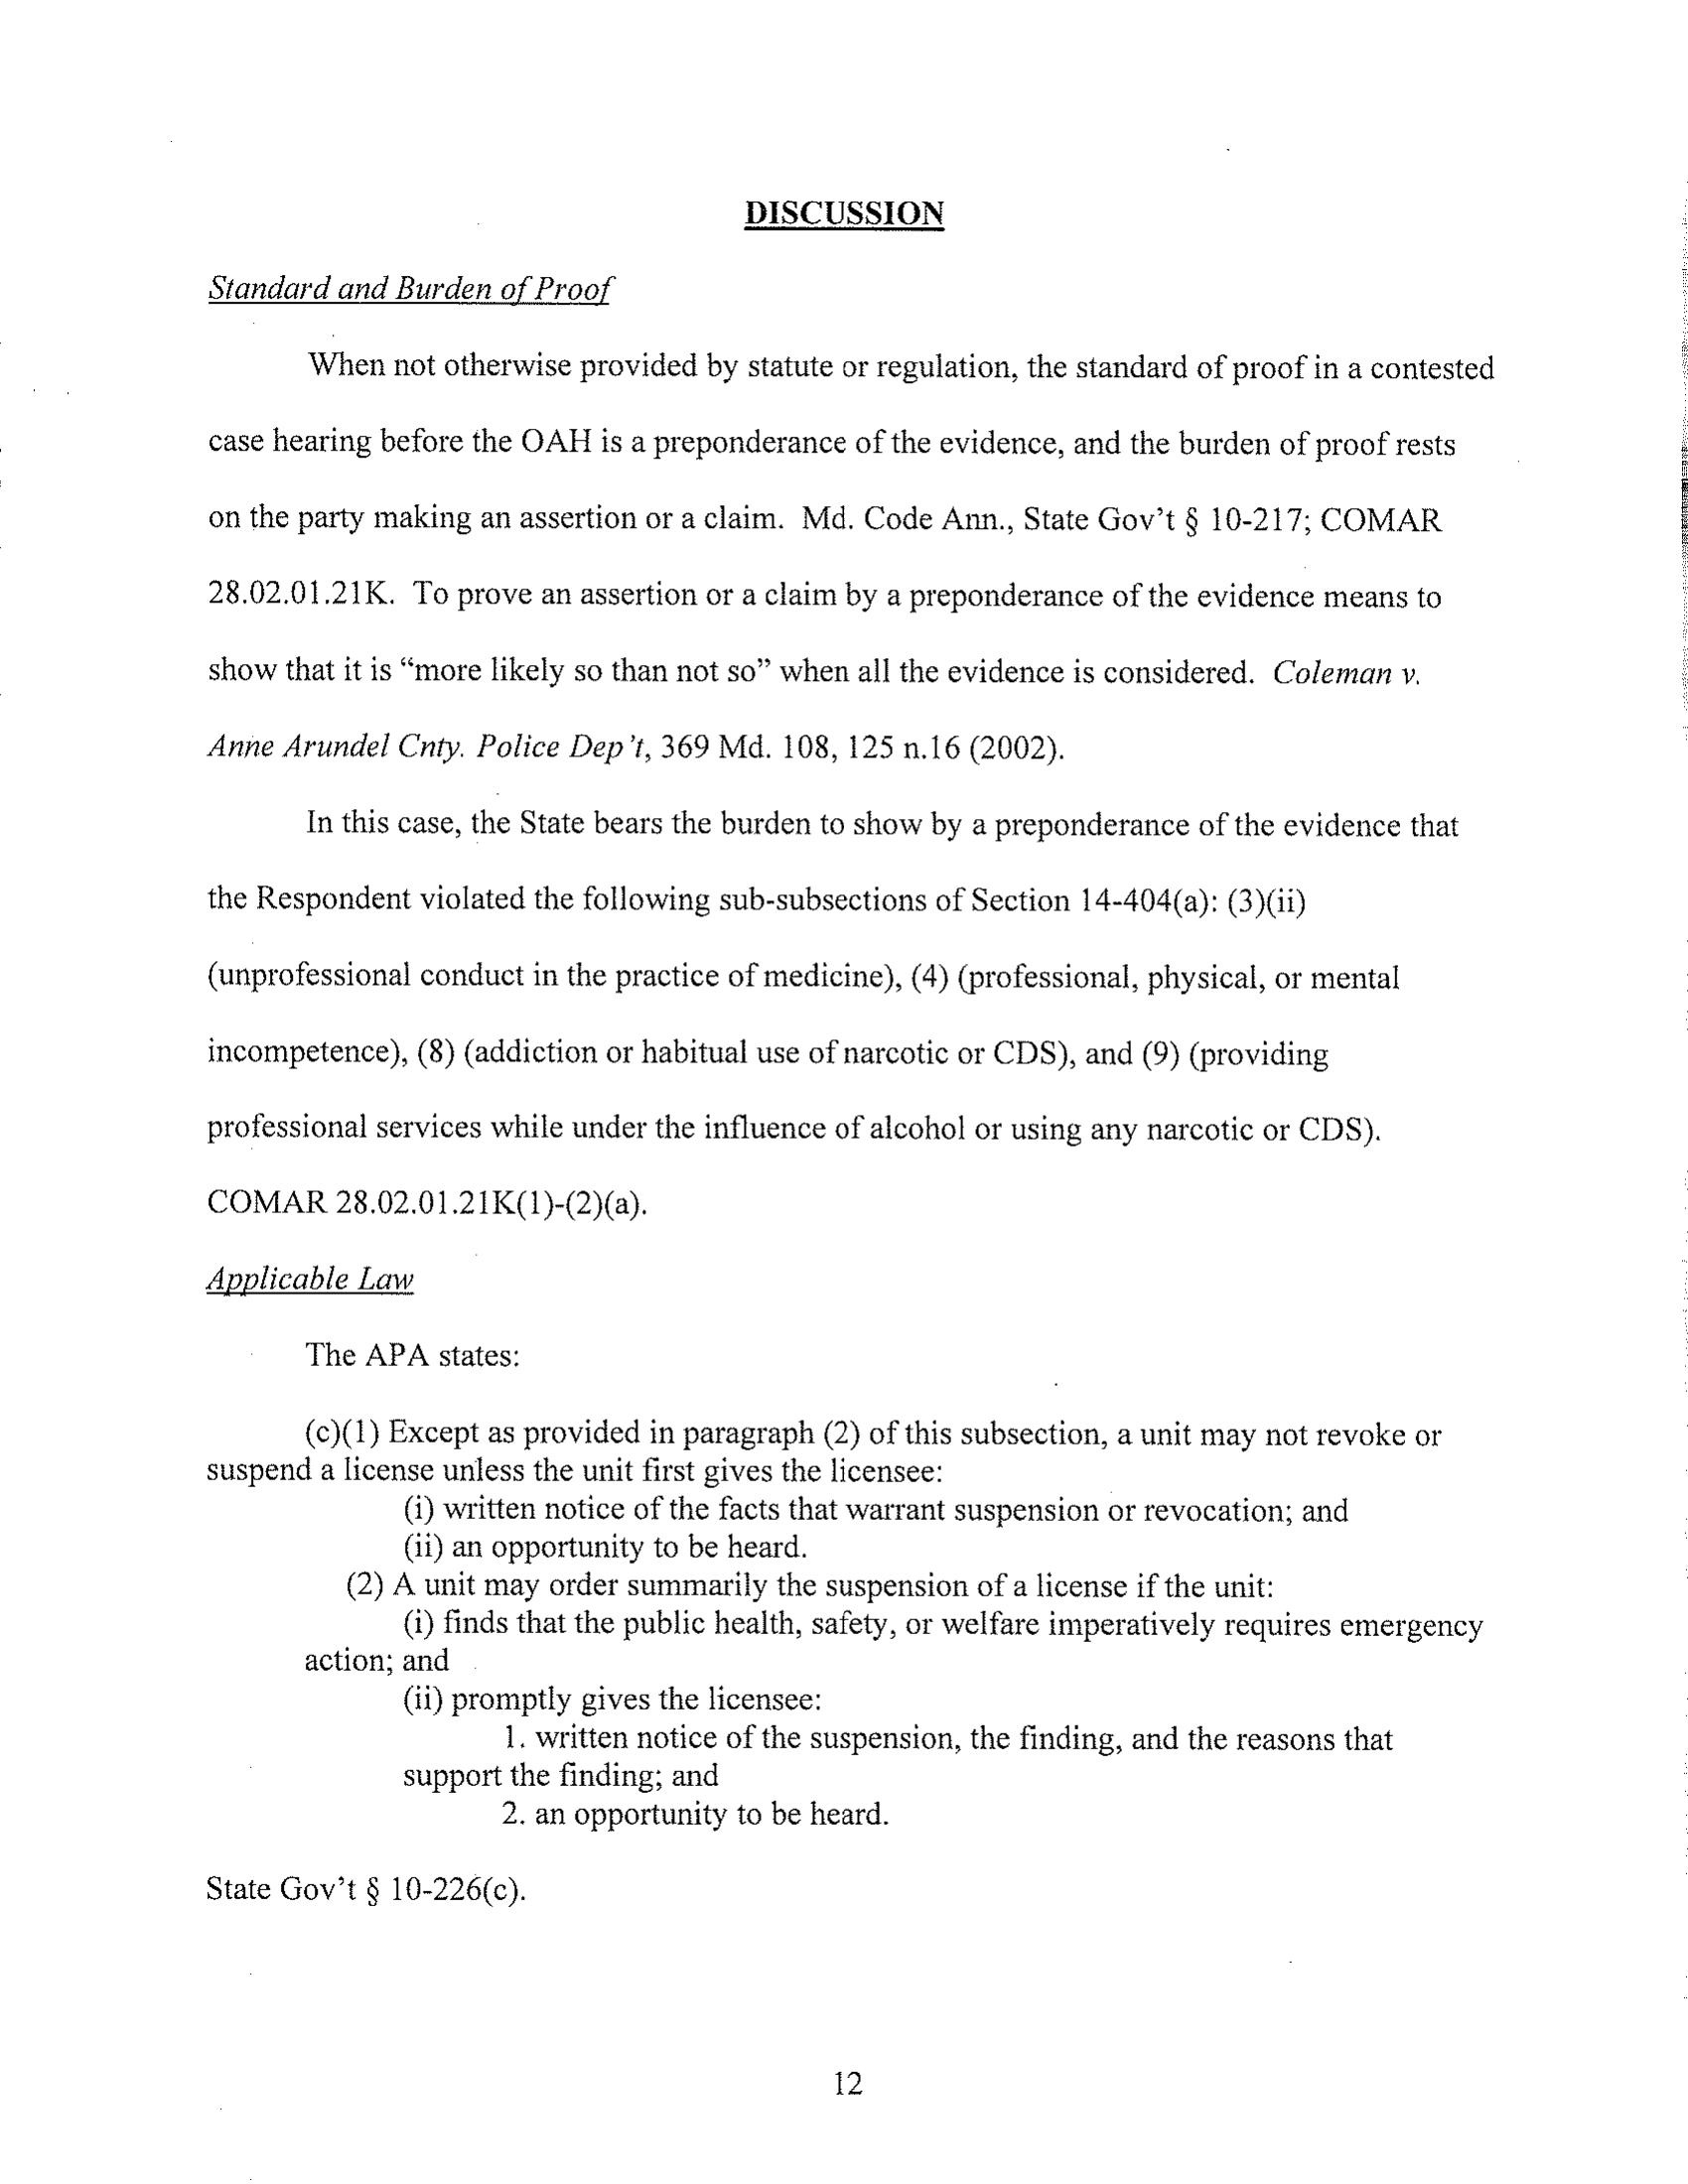 DISCUSSION
Standard and Burden of Proof
When not otherwise provided by statute or regulation, the standard of proof in a contested
case hearing before the OAH is a preponderance of the evidence, and the burden of proof rests
on the party making an assertion or a claim. Md. Code Ann., State Gov't § 10-217; COMAR
28.02.01.21K. To prove an assertion or a claim by a preponderance of the evidence means to
show that it is “more likely so than not so” when all the evidence is considered. Coleman v.
Anne Arundel Cnty. Police Dep't, 369 Md. 108, 125 n.16 (2002).
In this case, the State bears the burden to show by a preponderance of the evidence that
the Respondent violated the following sub-subsections of Section 14-404(a): (3)(ii)
(unprofessional conduct in the practice of medicine), (4) (professional, physical, or mental
incompetence), (8) (addiction or habitual use of narcotic or CDS), and (9) (providing
professional services while under the influence of alcohol or using any narcotic or CDS).
COMAR 28.02.01.21K(1)-(2)(a).
Applicable Law
The APA states:
(c)(1) Except as provided in paragraph (2) of this subsection, a unit may not revoke or
suspend a license unless the unit first gives the licensee:
(i) written notice of the facts that warrant suspension or revocation; and
(ii) an opportunity to be heard.
(2) A unit may order summarily the suspension of a license if the unit:
(i) finds that the public health, safety, or welfare imperatively requires emergency
action; and
(ii) promptly gives the licensee:
1. written notice of the suspension, the finding, and the reasons that
support the finding; and
2. an opportunity to be heard.
State Gov't § 10-226(c).
12